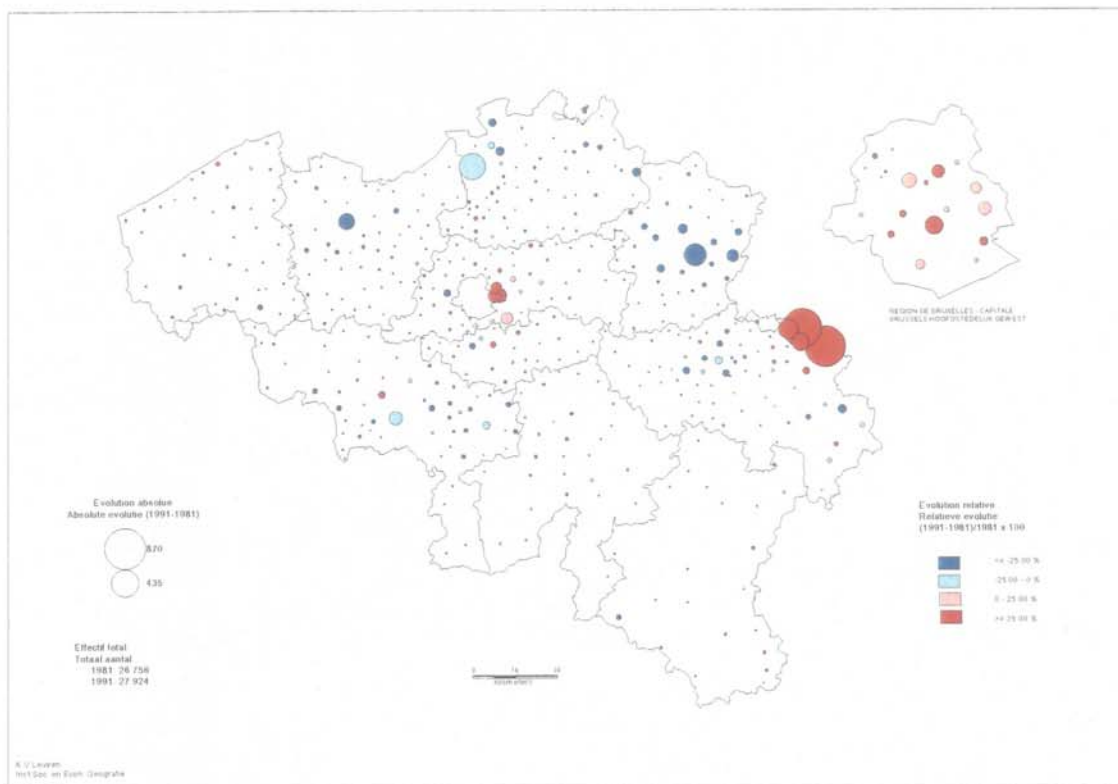 REGION DE BRUXELLES - CAPITALE
BRUSSELS HOOFDSTEDELIJK GEWEST
Evolution absolue
Absolute evolutie (1991-1981)
870
435
Effectif total
Totaal aantal
1981 26 756
1991 27 924
Evolution relative
Relatieve evolutie
(1991-1981)/1981 x 100
<= -25.00 %
-25.00 - 0 %
0 - 25.00 %
>= 25.00 %
0
K U Leuven
Inst Soc en Econ Geografie